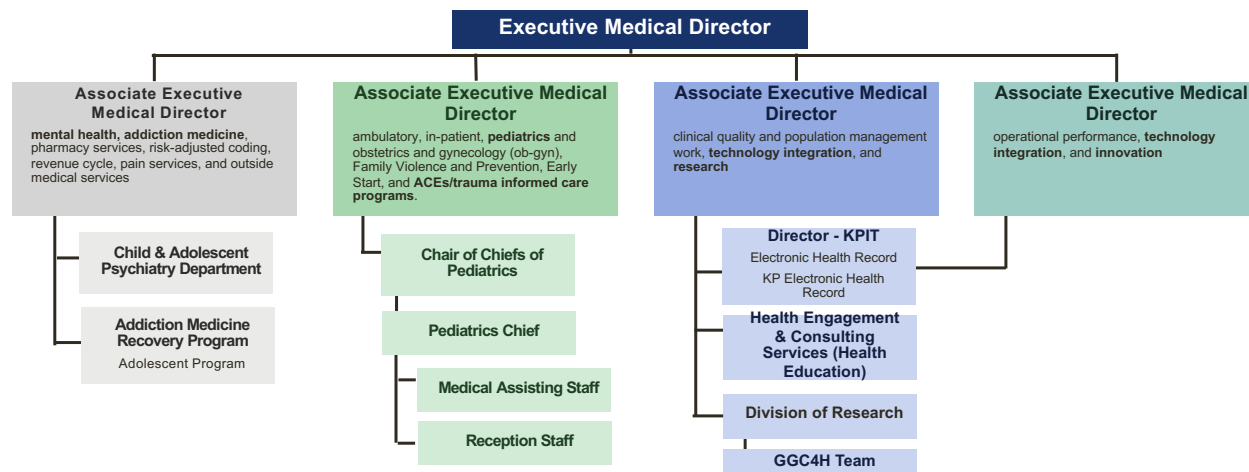 Executive Medical Director
Associate Executive
Medical Director
mental health, addiction medicine,
pharmacy services, risk-adjusted coding,
revenue cycle, pain services, and outside
medical services
Child & Adolescent
Psychiatry Department
Addiction Medicine
Recovery Program
Adolescent Program
Associate Executive Medical
Director
ambulatory, in-patient, pediatrics and
obstetrics and gynecology (ob-gyn),
Family Violence and Prevention, Early
Start, and ACEs/trauma informed care
programs.
Chair of Chiefs of
Pediatrics
Pediatrics Chief
Medical Assisting Staff
Reception Staff
Associate Executive Medical
Director
clinical quality and population management
work, technology integration, and
research
Director - KPIT
Electronic Health Record
KP Electronic Health
Record
Health Engagement
& Consulting
Services (Health
Education)
Division of Research
GGC4H Team
Associate Executive Medical
Director
operational performance, technology
integration, and innovation